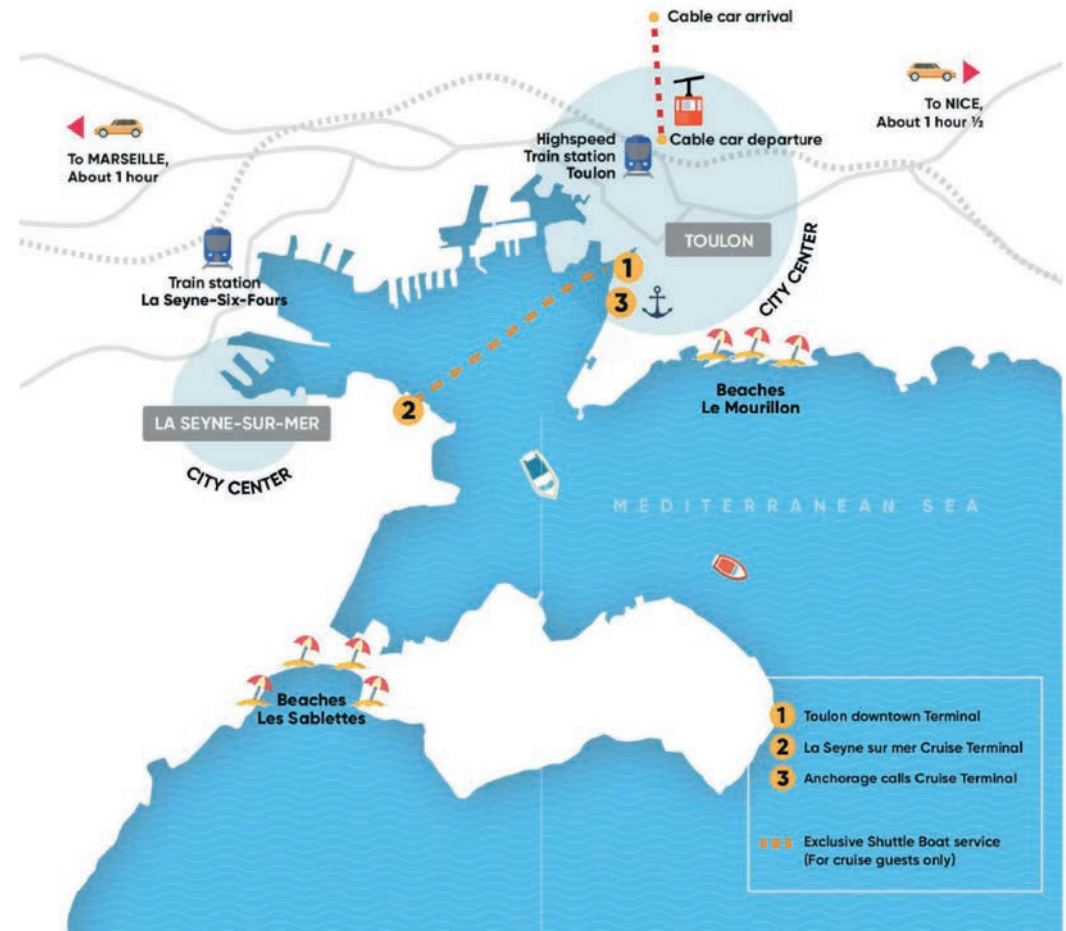 Cable car arrival
To NICE,
About 1 hour ½
To MARSEILLE,
About 1 hour
Highspeed
Train station
Toulon
Cable car departure
TOULON
CITY CENTER
1
3
Train station
La Seyne-Six-Fours
Beaches
Le Mourillon
2
LA SEYNE-SUR-MER
CITY CENTER
MEDITERRANEAN SEA
Beaches
Les Sablettes
1 Toulon downtown Terminal
2 La Seyne sur mer Cruise Terminal
3 Anchorage calls Cruise Terminal
Exclusive Shuttle Boat service
(For cruise guests only)